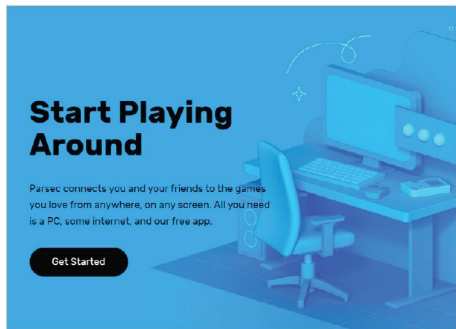 Start Playing
Around
Parsec connects you and your friends to the games
you love from anywhere, on any screen. All you need
is a PC, some internet, and our free app.
Get Started